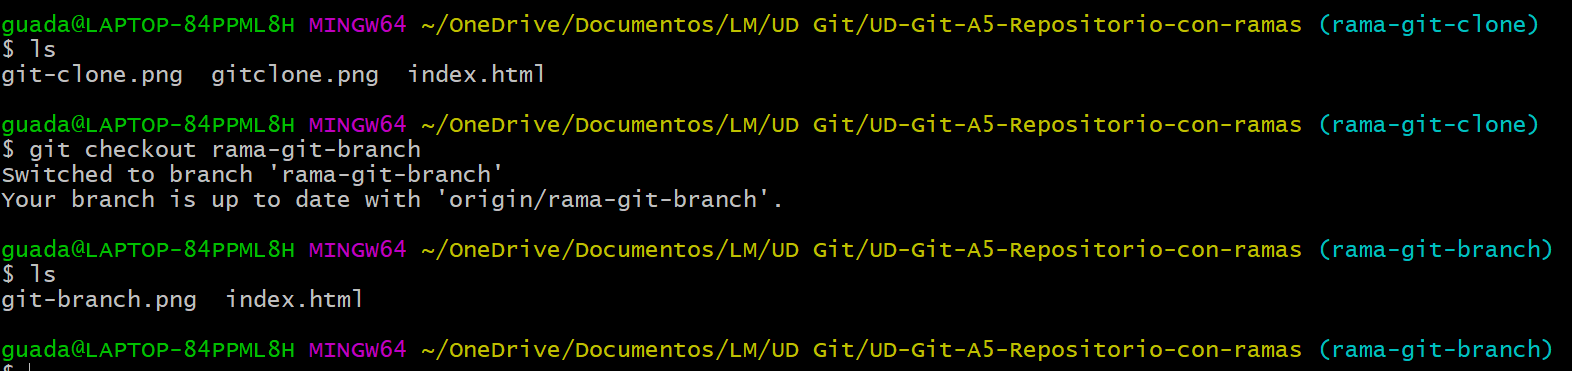 guada@LAPTOP-84PPML8H MINGW64 ~/OneDrive/Documentos/LM/UD Git/UD-Git-A5-Repositorio-con-ramas (rama-git-clone)
$ ls
git-clone.png  gitclone.png  index.html
guada@LAPTOP-84PPML8H MINGW64 ~/OneDrive/Documentos/LM/UD Git/UD-Git-A5-Repositorio-con-ramas (rama-git-clone)
$ git checkout rama-git-branch
Switched to branch 'rama-git-branch'
Your branch is up to date with 'origin/rama-git-branch'.
guada@LAPTOP-84PPML8H MINGW64 ~/OneDrive/Documentos/LM/UD Git/UD-Git-A5-Repositorio-con-ramas (rama-git-branch)
$ ls
git-branch.png  index.html
guada@LAPTOP-84PPML8H MINGW64 ~/OneDrive/Documentos/LM/UD Git/UD-Git-A5-Repositorio-con-ramas (rama-git-branch)
$